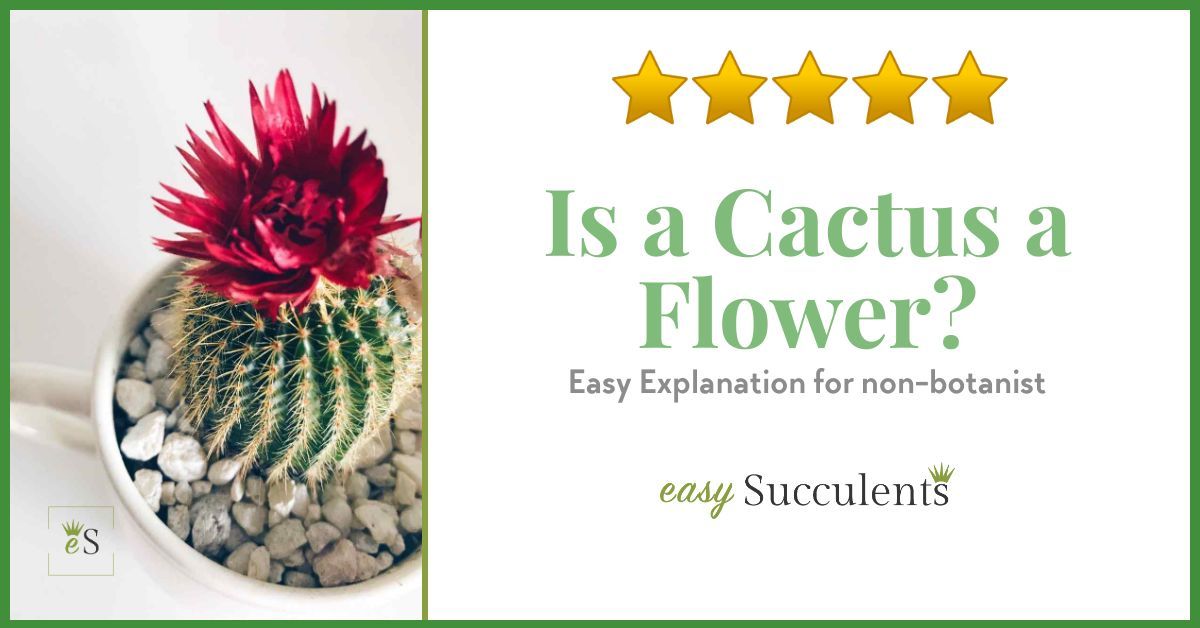 Is a Cactus a
Flower?
Easy Explanation for non-botanist
easy Succulents
eS